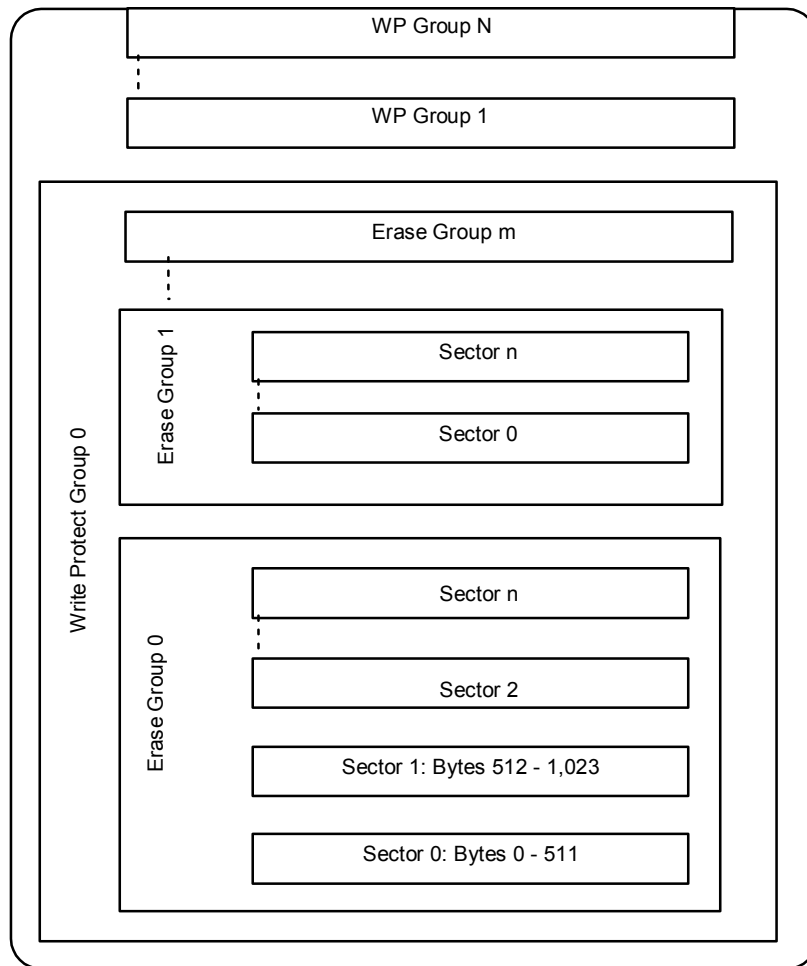 WP Group N
WP Group 1
Write Protect Group 0
Erase Group m
Erase Group 1
Sector n
Sector 0
Erase Group 0
Sector n
Sector 2
Sector 1: Bytes 512 - 1,023
Sector 0: Bytes 0 - 511